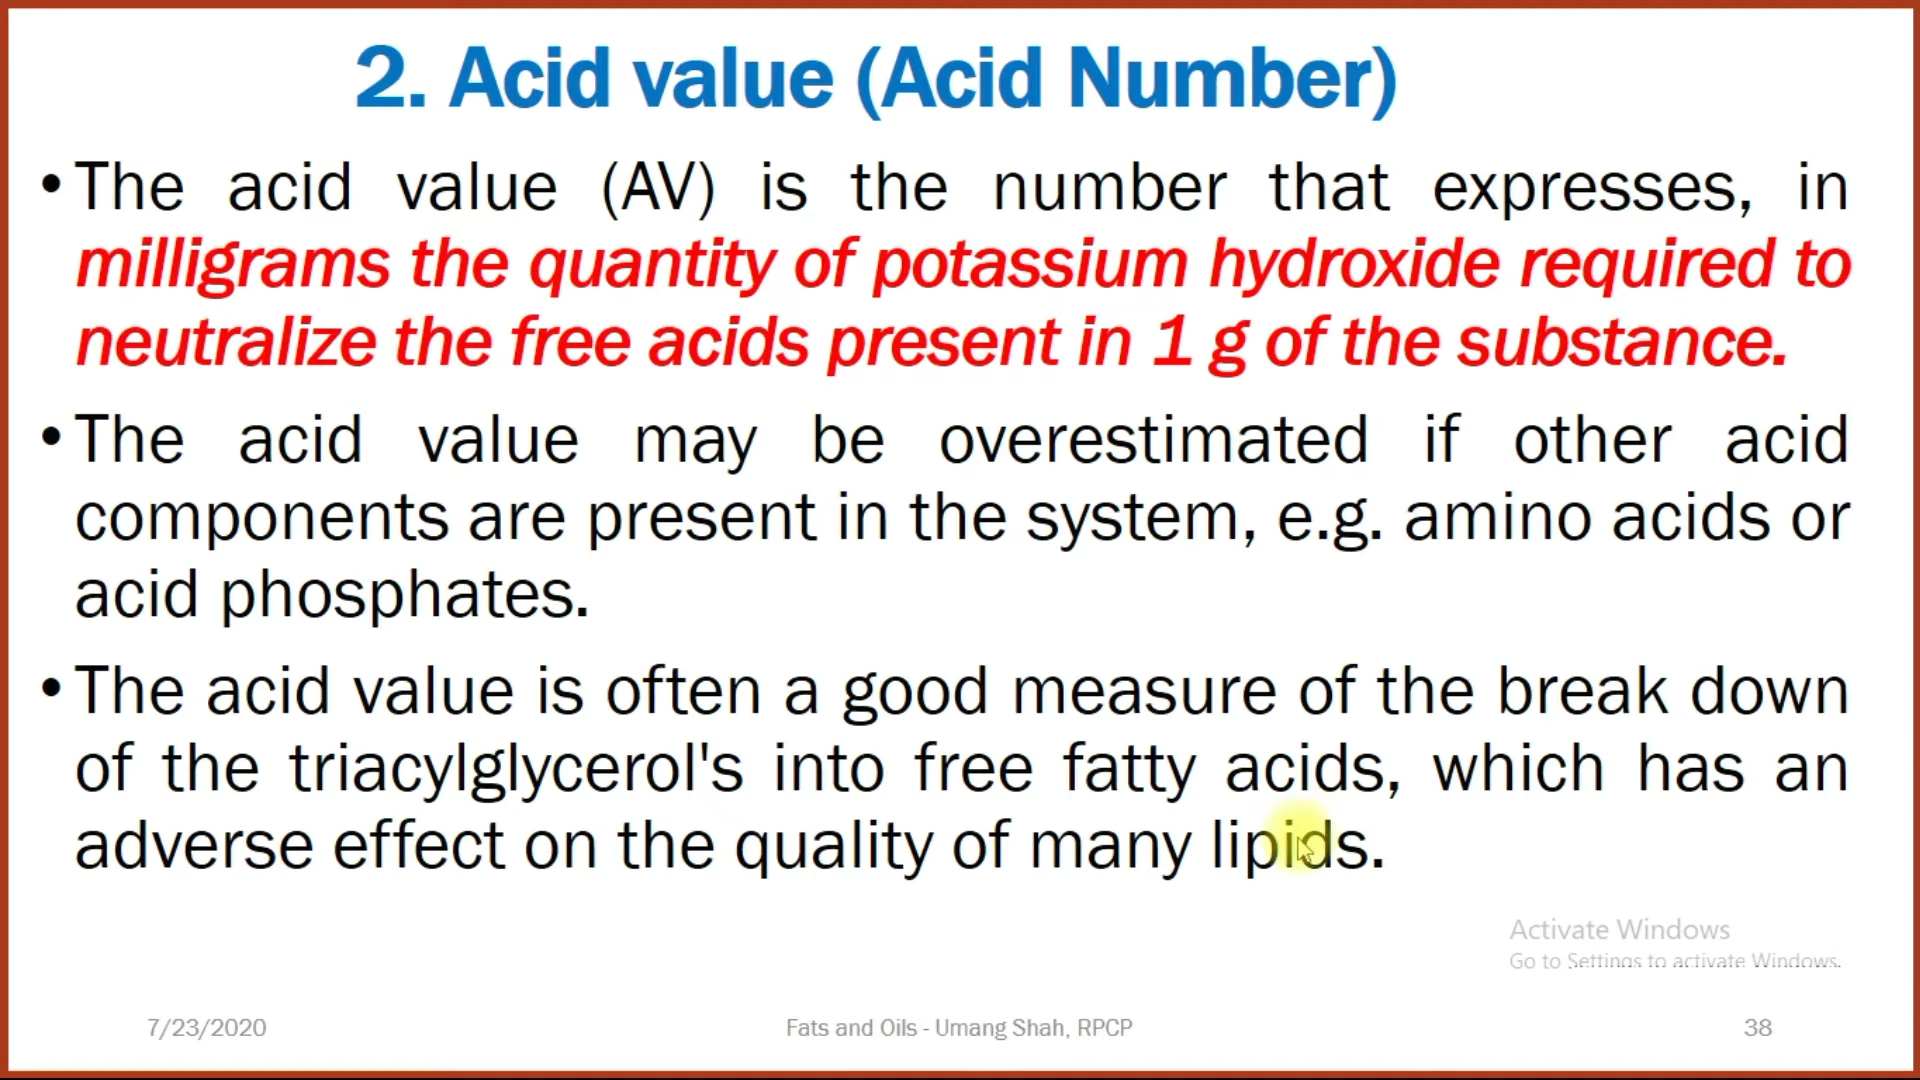 2. Acid value (Acid Number)
• The acid value (AV) is the number that expresses, in
milligrams the quantity of potassium hydroxide required to
neutralize the free acids present in 1 g of the substance.
• The acid value may be overestimated if other acid
components are present in the system, e.g. amino acids or
acid phosphates.
• The acid value is often a good measure of the break down
of the triacylglycerol's into free fatty acids, which has an
adverse effect on the quality of many lipids.
Activate Windows
Go to Settings to activate Windows.
7/23/2020
Fats and Oils - Umang Shah, RPCP
38